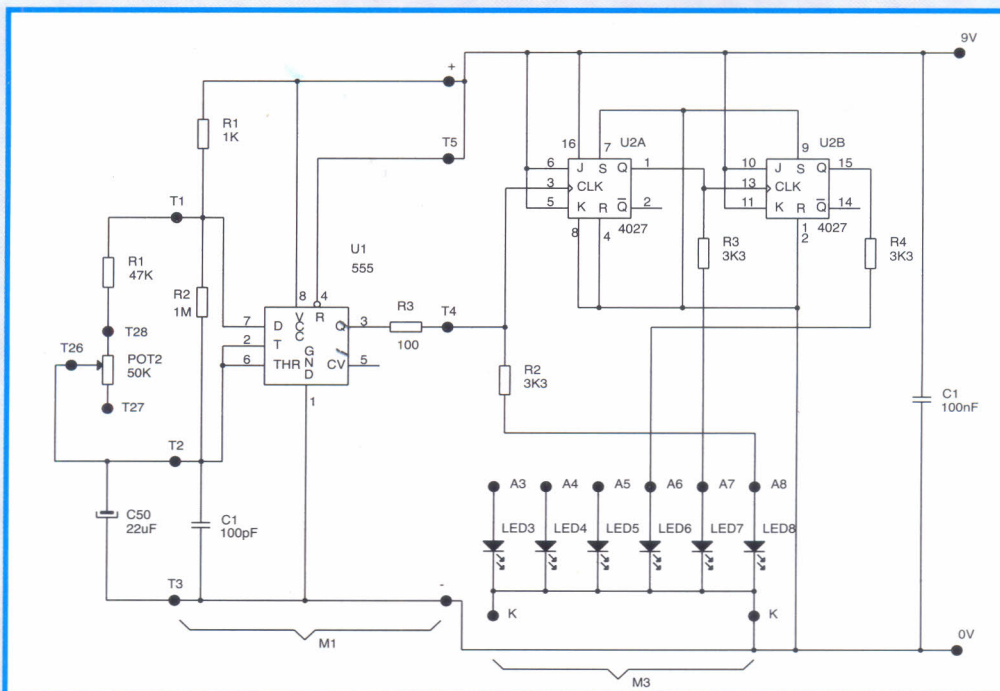 9V
+
R1
1K
T5
16
7
9
U2A
U2B
6
J
S
Q
1
10
J
S
Q
15
3
CLK
13
CLK
T1
5
K
R
Q
2
11
K
R
Q
14
8
4
4027
1
2
4027
U1
555
R3
3K3
R4
3K3
R1
47K
R2
1M
8
4
VCC
R
R3
T4
T28
7
D
Q
3
100
T26
POT2
50K
2
T
GND
6
THR
CV
5
R2
3K3
C1
100nF
T27
1
T2
A3
A4
A5
A6
A7
A8
C50
22uF
C1
100pF
LED3
LED4
LED5
LED6
LED7
LED8
T3
-
K
K
0V
M1
M3